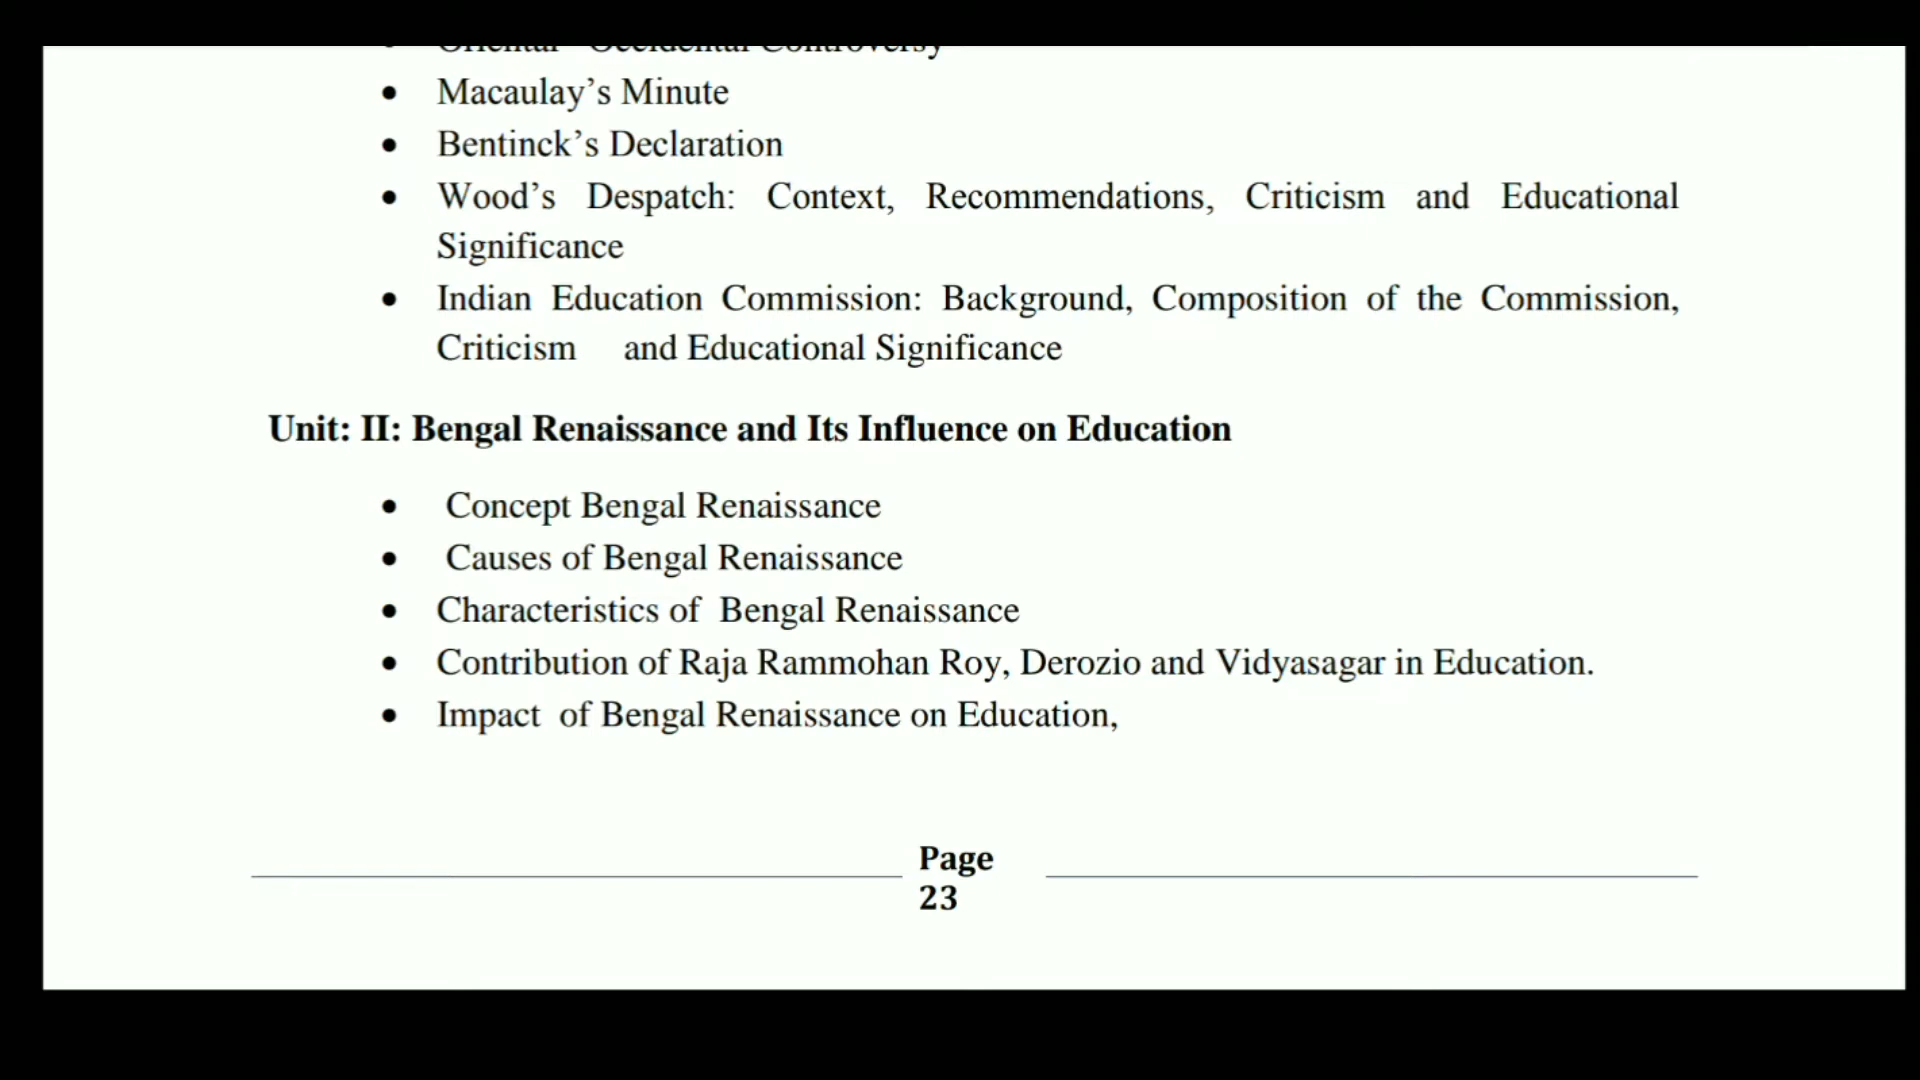 Oriental - Occidental Controversy
• Macaulay’s Minute
• Bentinck’s Declaration
• Wood’s Despatch: Context, Recommendations, Criticism and Educational
Significance
• Indian Education Commission: Background, Composition of the Commission,
Criticism and Educational Significance
Unit: II: Bengal Renaissance and Its Influence on Education
• Concept Bengal Renaissance
• Causes of Bengal Renaissance
• Characteristics of Bengal Renaissance
• Contribution of Raja Rammohan Roy, Derozio and Vidyasagar in Education.
• Impact of Bengal Renaissance on Education,
Page
23